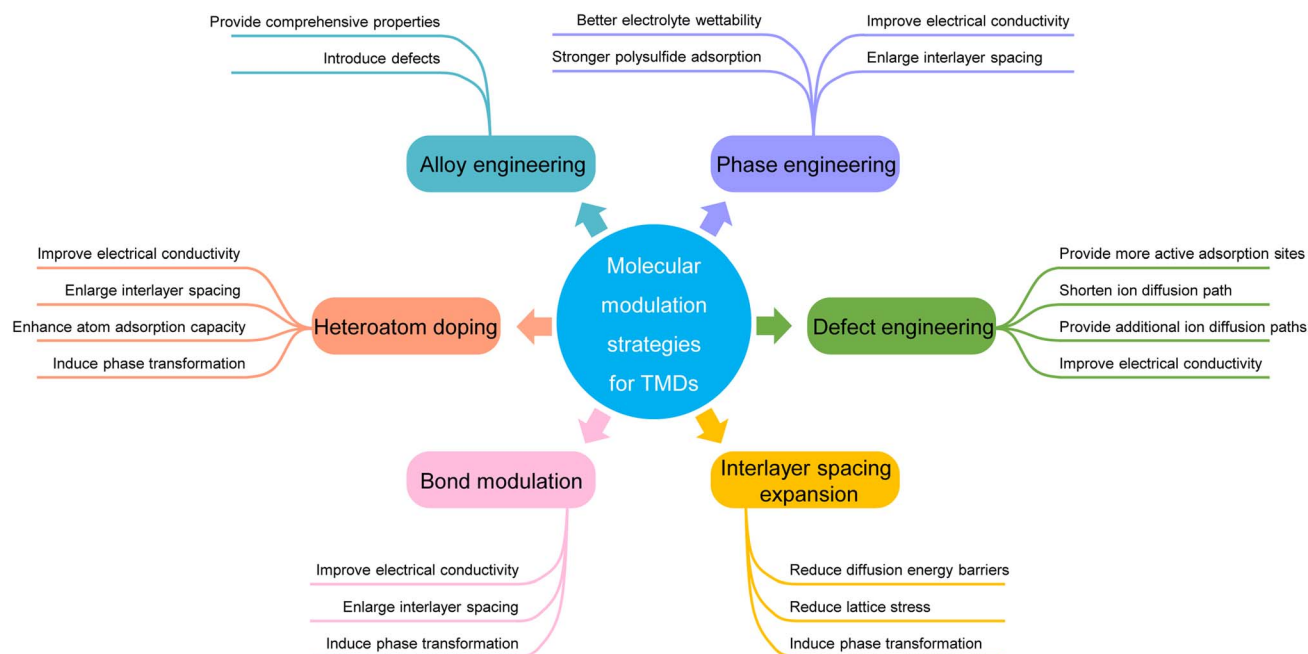 Provide comprehensive properties
Introduce defects
Alloy engineering
Better electrolyte wettability
Stronger polysulfide adsorption
Improve electrical conductivity
Enlarge interlayer spacing
Phase engineering
Molecular
modulation
strategies
for TMDs
Improve electrical conductivity
Enlarge interlayer spacing
Enhance atom adsorption capacity
Induce phase transformation
Heteroatom doping
Defect engineering
Provide more active adsorption sites
Shorten ion diffusion path
Provide additional ion diffusion paths
Improve electrical conductivity
Bond modulation
Improve electrical conductivity
Enlarge interlayer spacing
Induce phase transformation
Interlayer spacing
expansion
Reduce diffusion energy barriers
Reduce lattice stress
Induce phase transformation